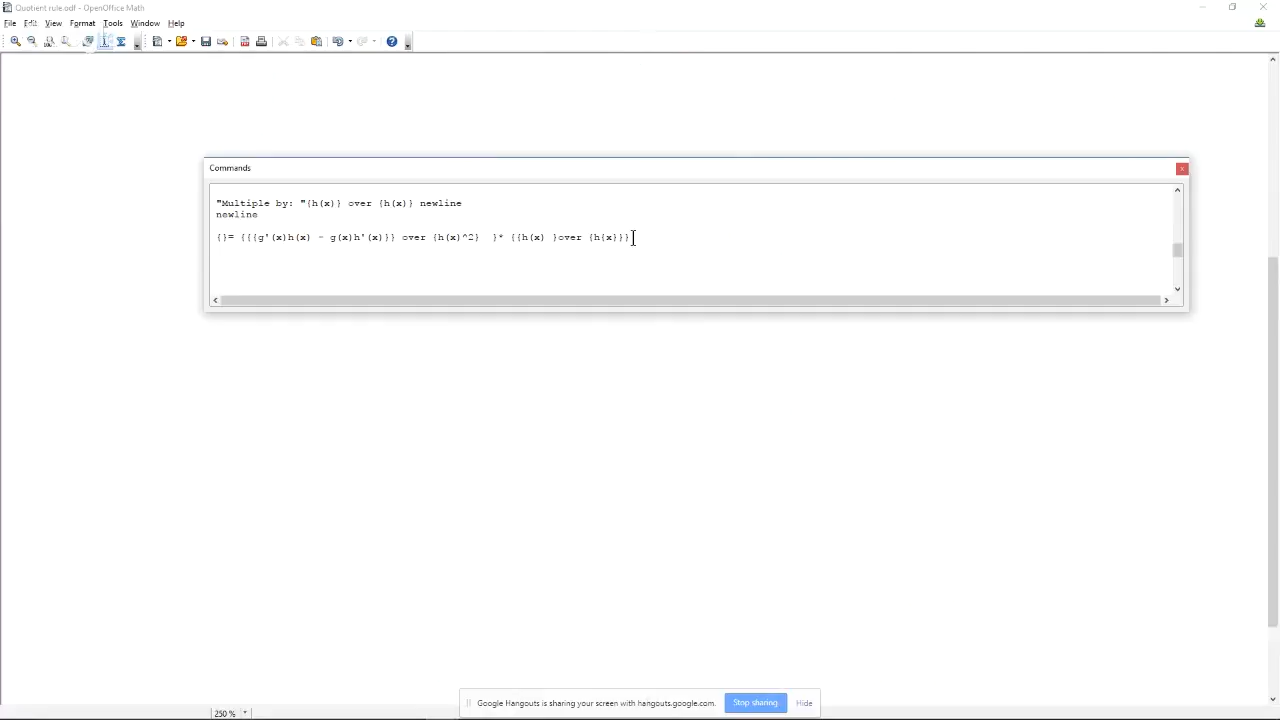 Quotient rule.odf - OpenOffice Math
File Edit View Format Tools Window Help
Commands
"Multiple by: "{h(x)} over {h(x)} newline
newline
{}= {{{g'(x)h(x) - g(x)h'(x)}} over {h(x)^2}  }* {{h(x) }over {h{x}}}
Google Hangouts is sharing your screen with hangouts.google.com.
Stop sharing
Hide
250 %